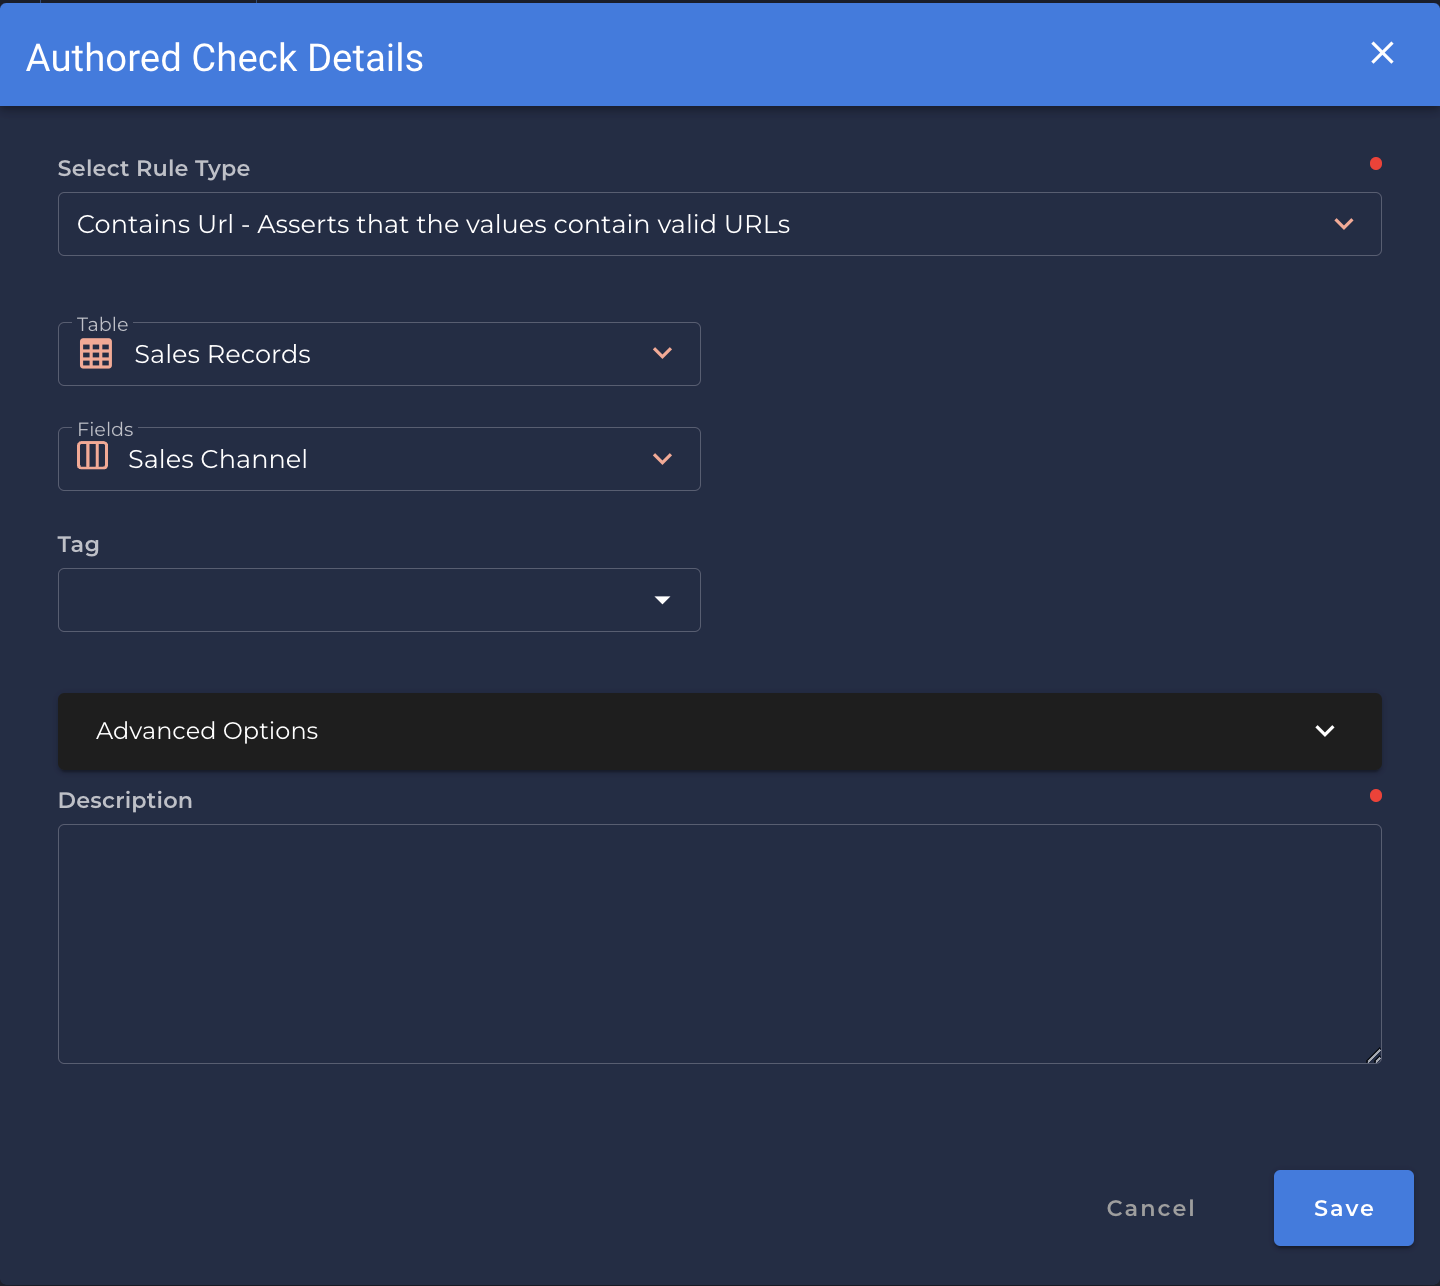 Authored Check Details
Select Rule Type
Contains Url - Asserts that the values contain valid URLs
Table
Sales Records
Fields
Sales Channel
Tag
Advanced Options
Description
Cancel
Save